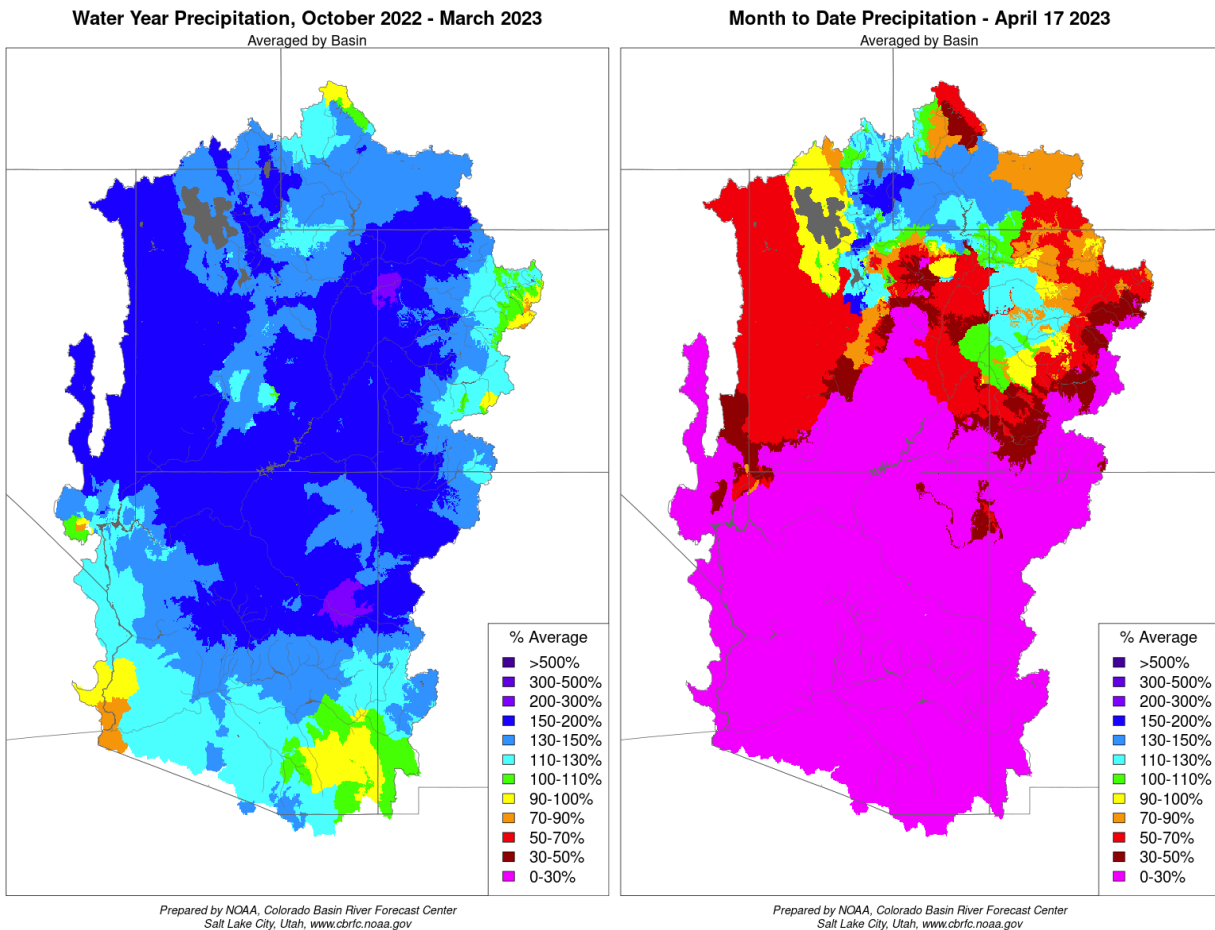 Water Year Precipitation, October 2022 - March 2023
Averaged by Basin
% Average
>500%
300-500%
200-300%
150-200%
130-150%
110-130%
100-110%
90-100%
70-90%
50-70%
30-50%
0-30%
Prepared by NOAA, Colorado Basin River Forecast Center
Salt Lake City, Utah, www.cbrfc.noaa.gov
Month to Date Precipitation - April 17 2023
Averaged by Basin
% Average
>500%
300-500%
200-300%
150-200%
130-150%
110-130%
100-110%
90-100%
70-90%
50-70%
30-50%
0-30%
Prepared by NOAA, Colorado Basin River Forecast Center
Salt Lake City, Utah, www.cbrfc.noaa.gov